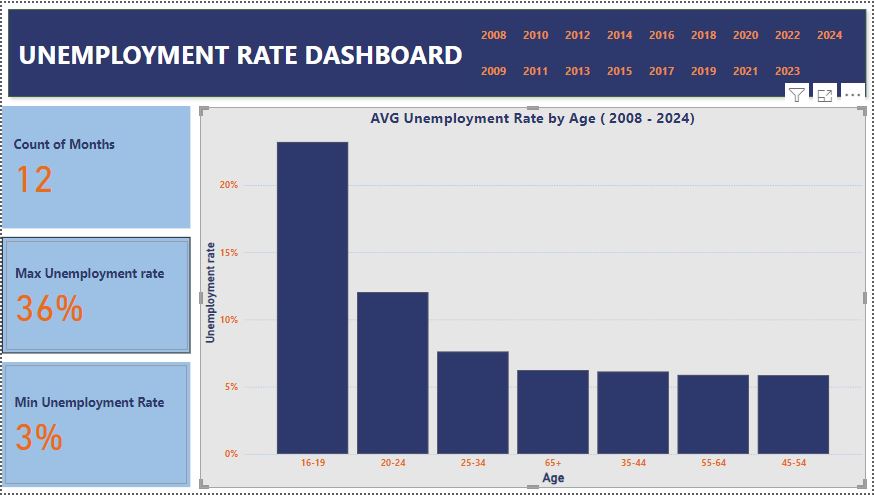 UNEMPLOYMENT RATE DASHBOARD
2008 2010 2012 2014 2016 2018 2020 2022 2024
2009 2011 2013 2015 2017 2019 2021 2023
Count of Months
12
Max Unemployment rate
36%
Min Unemployment Rate
3%
AVG Unemployment Rate by Age ( 2008 - 2024)
Unemployment rate
20%
15%
10%
5%
0%
16-19 20-24 25-34 65+ 35-44 55-64 45-54
Age